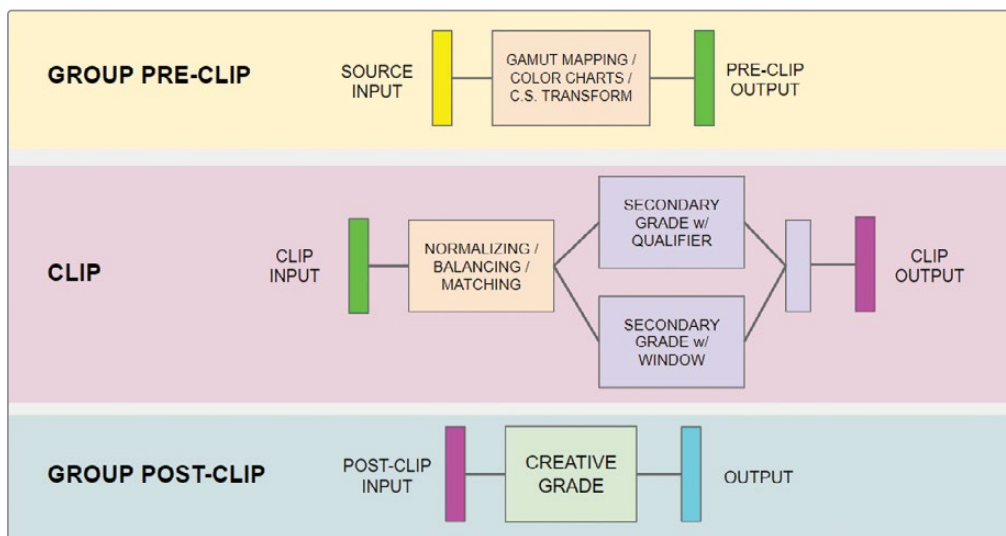 GROUP PRE-CLIP
SOURCE
INPUT
GAMUT MAPPING /
COLOR CHARTS /
C.S. TRANSFORM
PRE-CLIP
OUTPUT
CLIP
CLIP
INPUT
NORMALIZING /
BALANCING /
MATCHING
SECONDARY
GRADE w/
QUALIFIER
SECONDARY
GRADE w/
WINDOW
CLIP
OUTPUT
GROUP POST-CLIP
POST-CLIP
INPUT
CREATIVE
GRADE
OUTPUT